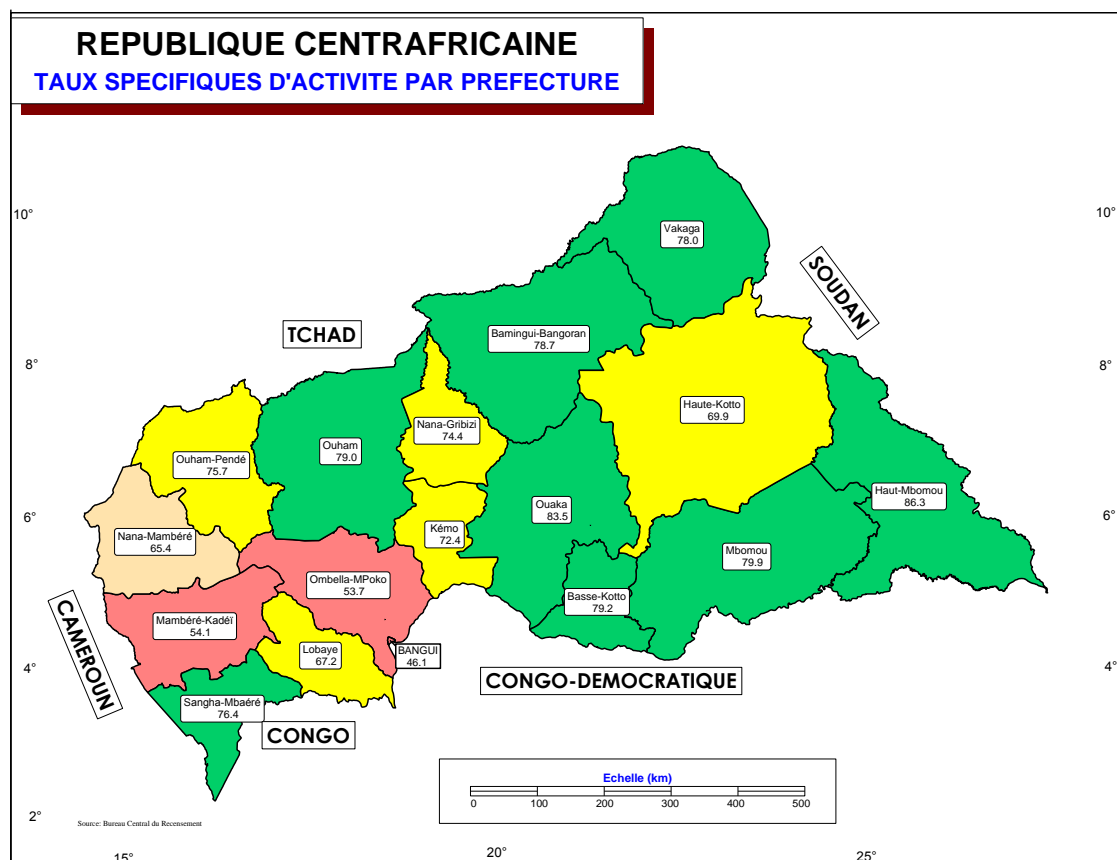 REPUBLIQUE CENTRAFRICAINE
TAUX SPECIFIQUES D'ACTIVITE PAR PREFECTURE
10°
10°
Vakaga
78.0
SOUDAN
TCHAD
Bamingui-Bangoran
78.7
8°
8°
Haute-Kotto
69.9
Nana-Gribizi
74.4
Ouham
79.0
Ouham-Pendé
75.7
Haut-Mbomou
86.3
Ouaka
83.5
6°
6°
Kémo
72.4
Nana-Mambéré
65.4
Mbomou
79.9
Ombella-MPoko
53.7
Basse-Kotto
79.2
CAMEROUN
Mambéré-Kadéï
54.1
Lobaye
67.2
BANGUI
46.1
4°
4°
CONGO-DEMOCRATIQUE
Sangha-Mbaéré
76.4
CONGO
Echelle (km)
0 100 200 300 400 500
2°
Source: Bureau Central du Recensement
15°
20°
25°